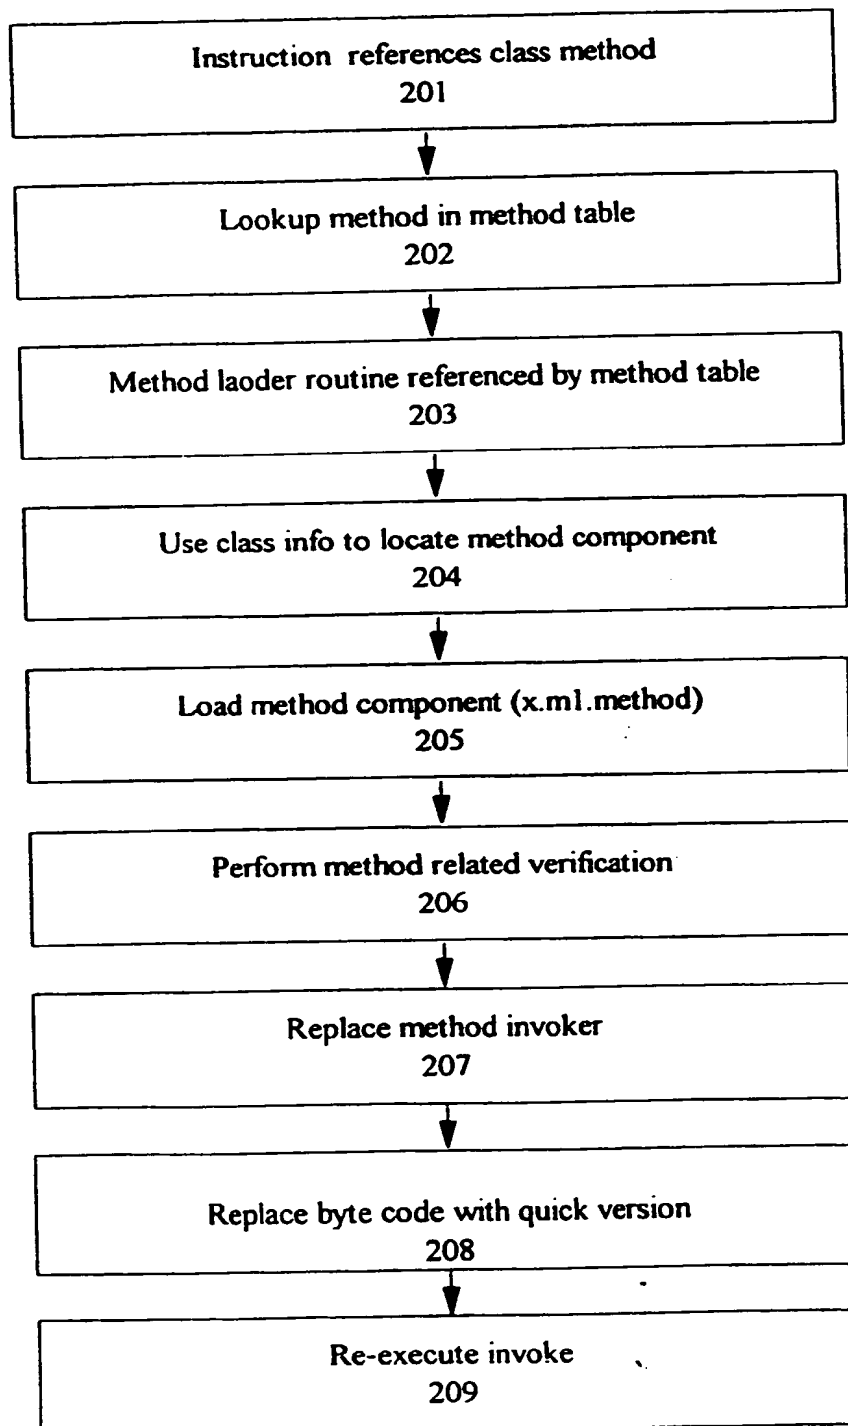 Instruction references class method
201
Lookup method in method table
202
Method laoder routine referenced by method table
203
Use class info to locate method component
204
Load method component (x.m1.method)
205
Perform method related verification
206
Replace method invoker
207
Replace byte code with quick version
208
Re-execute invoke
209